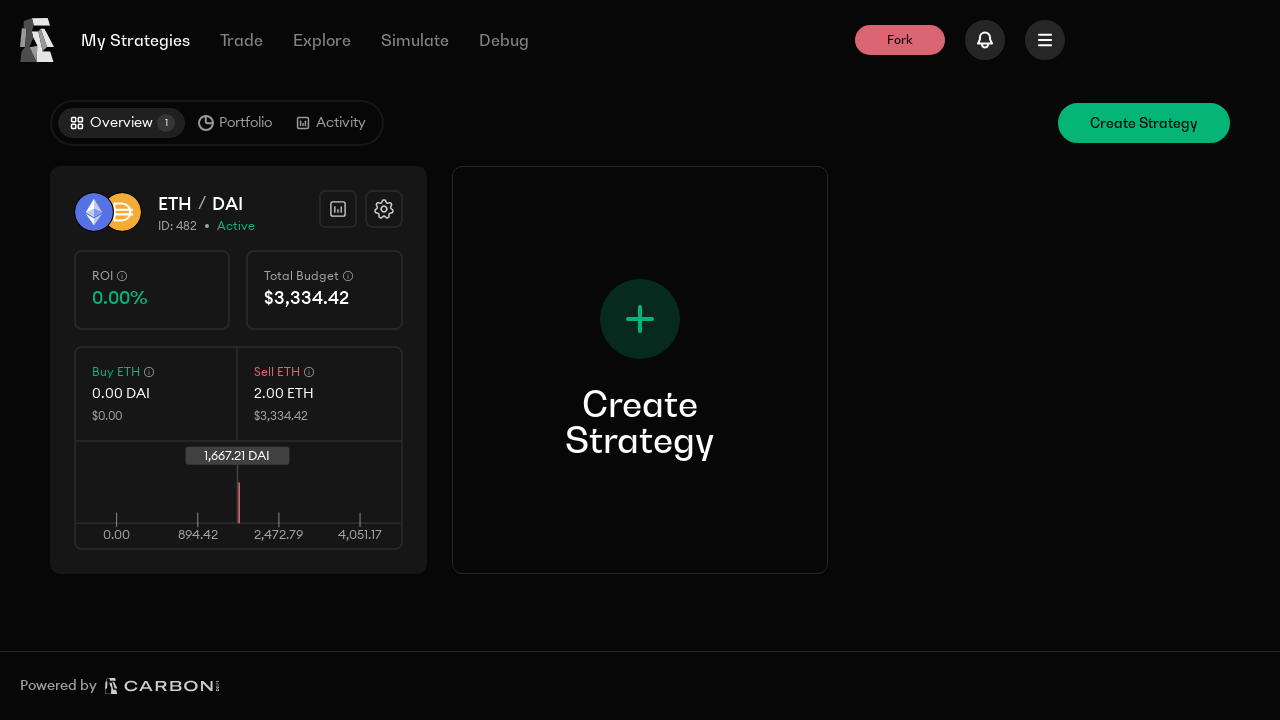 My Strategies
Trade
Explore
Simulate
Debug
Fork
Overview 1
Portfolio
Activity
Create Strategy
ETH / DAI
ID: 482 • Active
ROI
0.00%
Total Budget
$3,334.42
Buy ETH
0.00 DAI
$0.00
Sell ETH
2.00 ETH
$3,334.42
1,667.21 DAI
0.00
894.42
2,472.79
4,051.17
Create
Strategy
Powered by CARBON